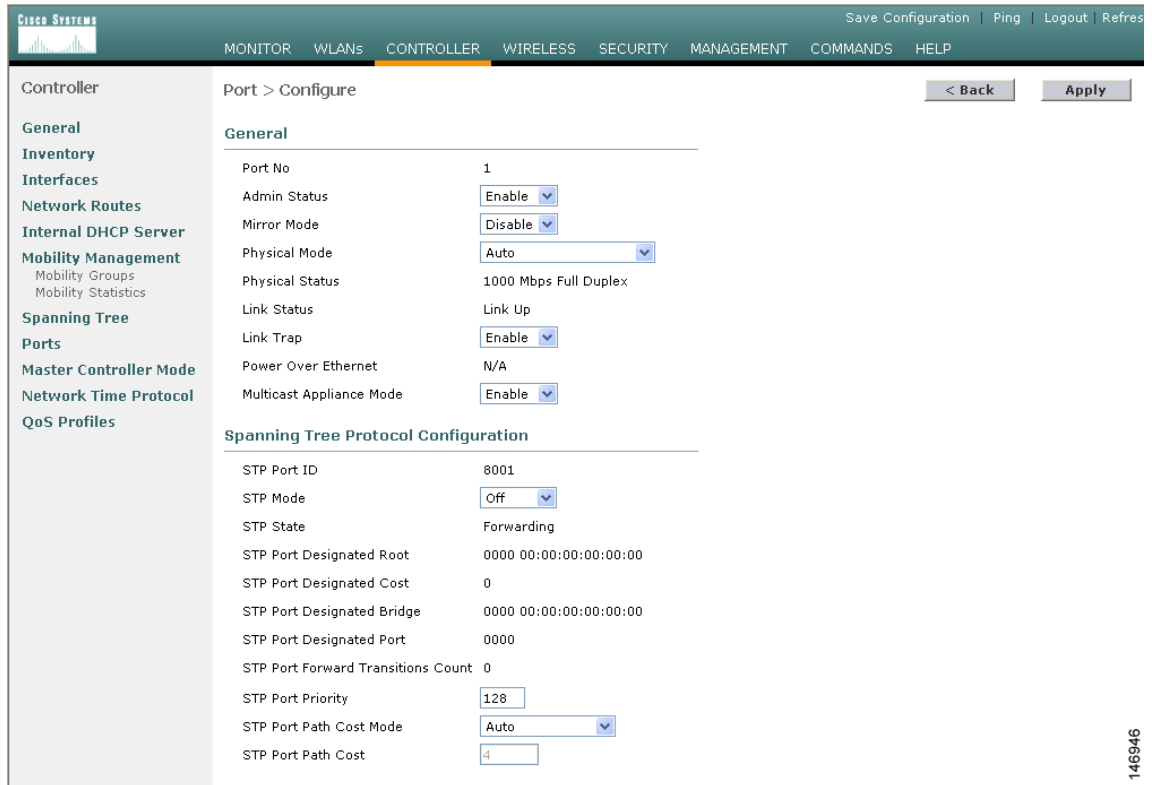 CISCO SYSTEMS
Save Configuration | Ping | Logout | Refres
MONITOR WLANs CONTROLLER WIRELESS SECURITY MANAGEMENT COMMANDS HELP
Controller
General
Inventory
Interfaces
Network Routes
Internal DHCP Server
Mobility Management
Mobility Groups
Mobility Statistics
Spanning Tree
Ports
Master Controller Mode
Network Time Protocol
QoS Profiles
Port > Configure
< Back Apply
General
Port No 1
Admin Status Enable
Mirror Mode Disable
Physical Mode Auto
Physical Status 1000 Mbps Full Duplex
Link Status Link Up
Link Trap Enable
Power Over Ethernet N/A
Multicast Appliance Mode Enable
Spanning Tree Protocol Configuration
STP Port ID 8001
STP Mode Off
STP State Forwarding
STP Port Designated Root 0000 00:00:00:00:00:00
STP Port Designated Cost 0
STP Port Designated Bridge 0000 00:00:00:00:00:00
STP Port Designated Port 0000
STP Port Forward Transitions Count 0
STP Port Priority 128
STP Port Path Cost Mode Auto
STP Port Path Cost 4
146946